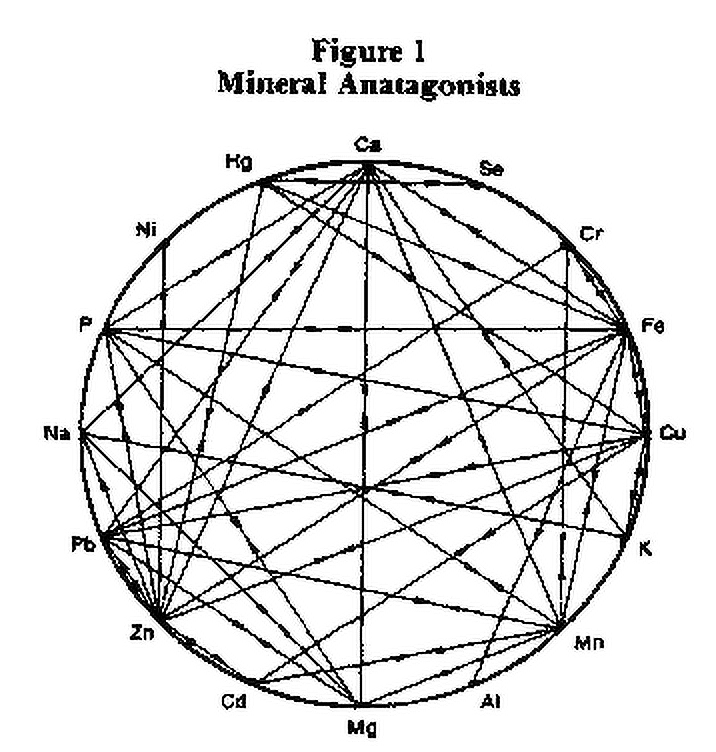 Figure 1
Mineral Anatagonists
Ca
Hg
Se
Ni
Cr
P
Fe
Na
Cu
Pb
K
Zn
Mn
Cd
Al
Mg